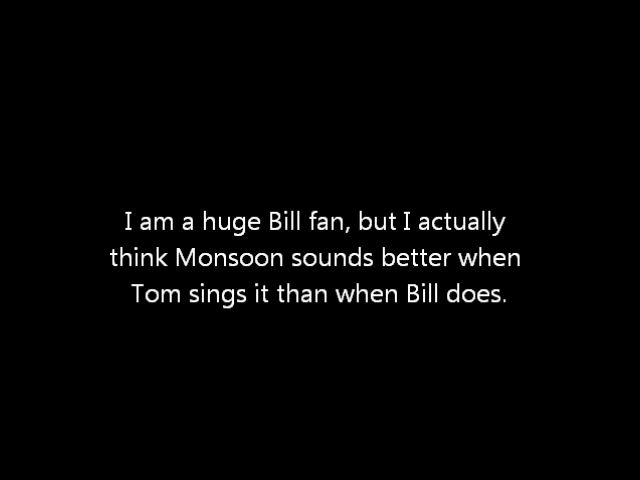 I am a huge Bill fan, but I actually
think Monsoon sounds better when
Tom sings it than when Bill does.